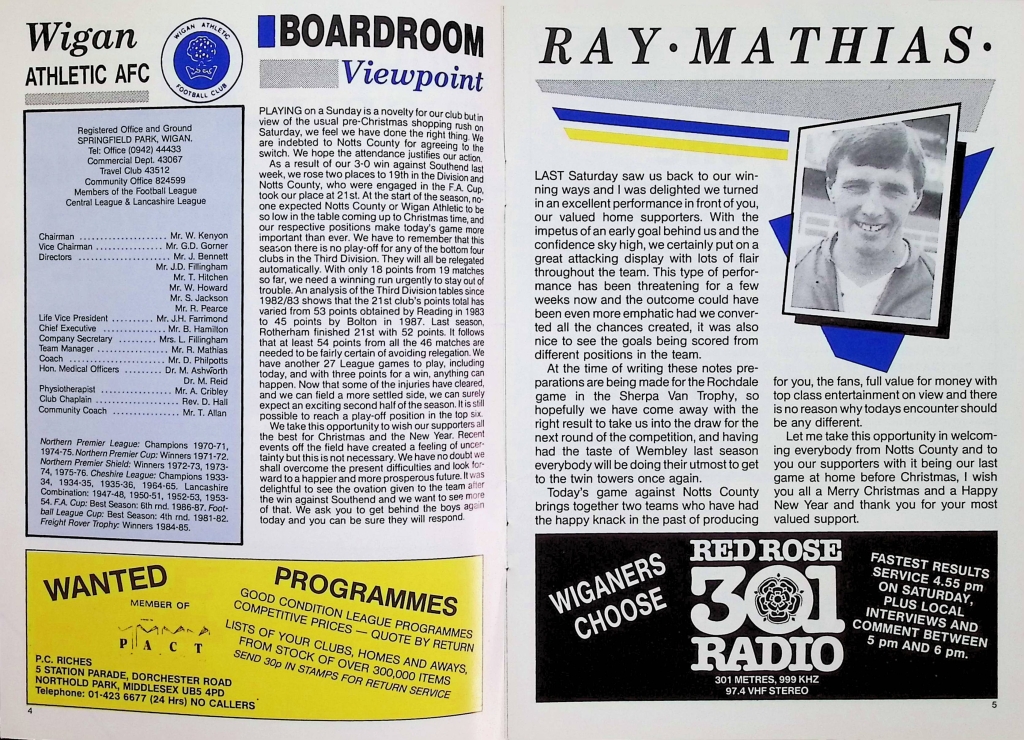 Wigan
ATHLETIC AFC
WIGAN ATHLETIC
FOOTBALL CLUB
Registered Office and Ground
SPRINGFIELD PARK, WIGAN.
Tel: Office (0942) 44433
Commercial Dept. 43067
Travel Club 43512
Community Office 824599
Members of the Football League
Central League & Lancashire League
Chairman .......................... Mr. W. Kenyon
Vice Chairman .................. Mr. G.D. Gorner
Directors ........................... Mr. J. Bennett
Mr. J.D. Fillingham
Mr. T. Hitchen
Mr. W. Howard
Mr. S. Jackson
Mr. R. Pearce
Life Vice President ........... Mr. J.H. Farrimond
Chief Executive ................ Mr. B. Hamilton
Company Secretary .... Mrs. L. Fillingham
Team Manager ................ Mr. R. Mathias
Coach ............................. Mr. D. Philpotts
Hon. Medical Officers ....... Dr. M. Ashworth
Dr. M. Reid
Physiotherapist ................. Mr. A. Cribley
Club Chaplain ................... Rev. D. Hall
Community Coach ............. Mr. T. Allan
Northern Premier League: Champions 1970-71,
1974-75. Northern Premier Cup: Winners 1971-72.
Northern Premier Shield: Winners 1972-73, 1973-
74, 1975-76. Cheshire League: Champions 1933-
34, 1934-35, 1935-36, 1964-65. Lancashire
Combination: 1947-48, 1950-51, 1952-53, 1953-
54. F.A. Cup: Best Season: 6th rnd. 1986-87. Foot-
ball League Cup: Best Season: 4th rnd. 1981-82.
Freight Rover Trophy: Winners 1984-85.
BOARDROOM
Viewpoint
PLAYING on a Sunday is a novelty for our club but in
view of the usual pre-Christmas shopping rush on
Saturday, we feel we have done the right thing. We
are indebted to Notts County for agreeing to the
switch. We hope the attendance justifies our action.
As a result of our 3-0 win against Southend last
week, we rose two places to 19th in the Division and
Notts County, who were engaged in the F.A. Cup,
took our place at 21st. At the start of the season, no-
one expected Notts County or Wigan Athletic to be
so low in the table coming up to Christmas time, and
our respective positions make today's game more
important than ever. We have to remember that this
season there is no play-off for any of the bottom four
clubs in the Third Division. They will all be relegated
automatically. With only 18 points from 19 matches
so far, we need a winning run urgently to stay out of
trouble. An analysis of the Third Division tables since
1982/83 shows that the 21st club's points total has
varied from 53 points obtained by Reading in 1983
to 45 points by Bolton in 1987. Last season,
Rotherham finished 21st with 52 points. It follows
that at least 54 points from all the 46 matches are
needed to be fairly certain of avoiding relegation. We
have another 27 League games to play, including
today, and with three points for a win, anything can
happen. Now that some of the injuries have cleared,
and we can field a more settled side, we can surely
expect an exciting second half of the season. It is still
possible to reach a play-off position in the top six.
We take this opportunity to wish our supporters all
the best for Christmas and the New Year. Recent
events off the field have created a feeling of uncer-
tainty but this is not necessary. We have no doubt we
shall overcome the present difficulties and look for-
ward to a happier and more prosperous future. It was
delightful to see the ovation given to the team after
the win against Southend and we want to see more
of that. We ask you to get behind the boys again
today and you can be sure they will respond.
WANTED
MEMBER OF
PACT
P.C. RICHES
5 STATION PARADE, DORCHESTER ROAD
NORTHOLD PARK, MIDDLESEX UB5 4PD
Telephone: 01-423 6677 (24 Hrs) NO CALLERS
PROGRAMMES
GOOD CONDITION LEAGUE PROGRAMMES
COMPETITIVE PRICES — QUOTE BY RETURN
LISTS OF YOUR CLUBS, HOMES AND AWAYS,
FROM STOCK OF OVER 300,000 ITEMS
SEND 30p IN STAMPS FOR RETURN SERVICE
4
RAY·MATHIAS·
LAST Saturday saw us back to our win-
ning ways and I was delighted we turned
in an excellent performance in front of you,
our valued home supporters. With the
impetus of an early goal behind us and the
confidence sky high, we certainly put on a
great attacking display with lots of flair
throughout the team. This type of perfor-
mance has been threatening for a few
weeks now and the outcome could have
been even more emphatic had we conver-
ted all the chances created, it was also
nice to see the goals being scored from
different positions in the team.
At the time of writing these notes pre-
parations are being made for the Rochdale
game in the Sherpa Van Trophy, so
hopefully we have come away with the
right result to take us into the draw for the
next round of the competition, and having
had the taste of Wembley last season
everybody will be doing their utmost to get
to the twin towers once again.
Today's game against Notts County
brings together two teams who have had
the happy knack in the past of producing
for you, the fans, full value for money with
top class entertainment on view and there
is no reason why todays encounter should
be any different.
Let me take this opportunity in welcom-
ing everybody from Notts County and to
you our supporters with it being our last
game at home before Christmas, I wish
you all a Merry Christmas and a Happy
New Year and thank you for your most
valued support.
WIGANERS
CHOOSE
RED ROSE
301
RADIO
301 METRES, 999 KHZ
97.4 VHF STEREO
FASTEST RESULTS
SERVICE 4.55 pm
ON SATURDAY,
PLUS LOCAL
INTERVIEWS AND
COMMENT BETWEEN
5 pm AND 6 pm.
5